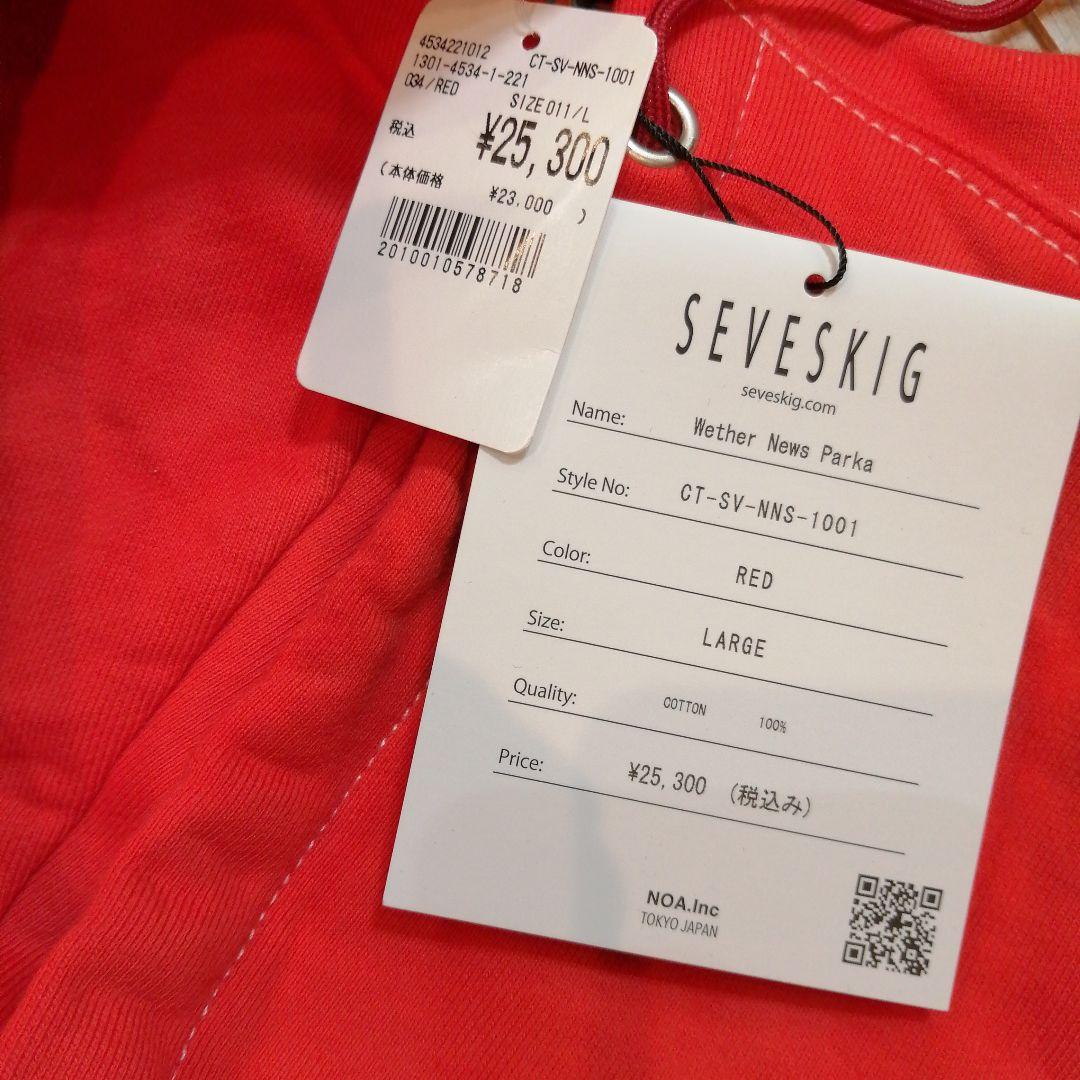 4534221012
CT-SV-NNS-1001
1301-4534-1-221
034/RED
SIZE 011/L
税込
¥25,300
(本体価格 ¥23,000 )
2010010578718
SEVESKIG
seveskig.com
Name: Wether News Parka
Style No: CT-SV-NNS-1001
Color: RED
Size: LARGE
Quality: COTTON 100%
Price: ¥25,300 (税込み)
NOA.Inc
TOKYO JAPAN